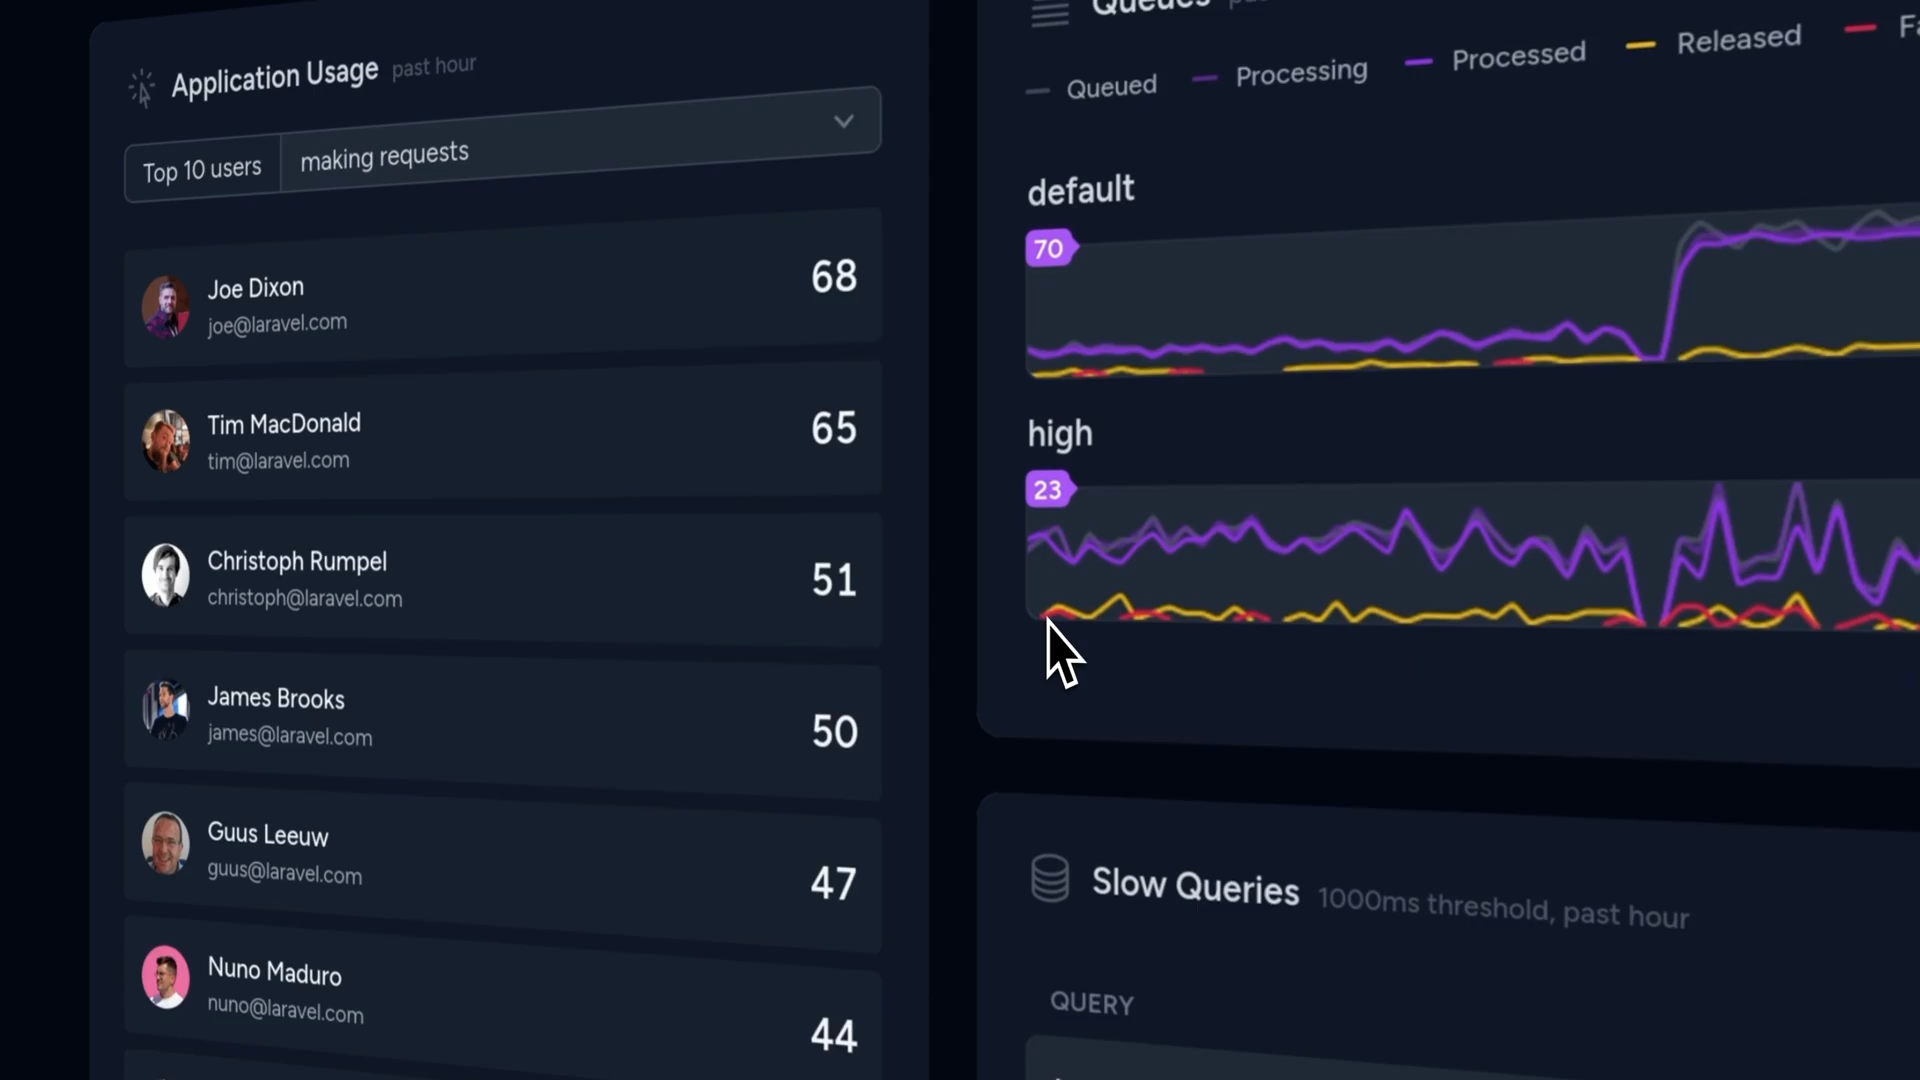 Application Usage past hour
Top 10 users making requests
Joe Dixon
joe@laravel.com
68
Tim MacDonald
tim@laravel.com
65
Christoph Rumpel
christoph@laravel.com
51
James Brooks
james@laravel.com
50
Guus Leeuw
guus@laravel.com
47
Nuno Maduro
nuno@laravel.com
44
Queues
Queued Processing Processed Released
default
70
high
23
Slow Queries 1000ms threshold, past hour
QUERY